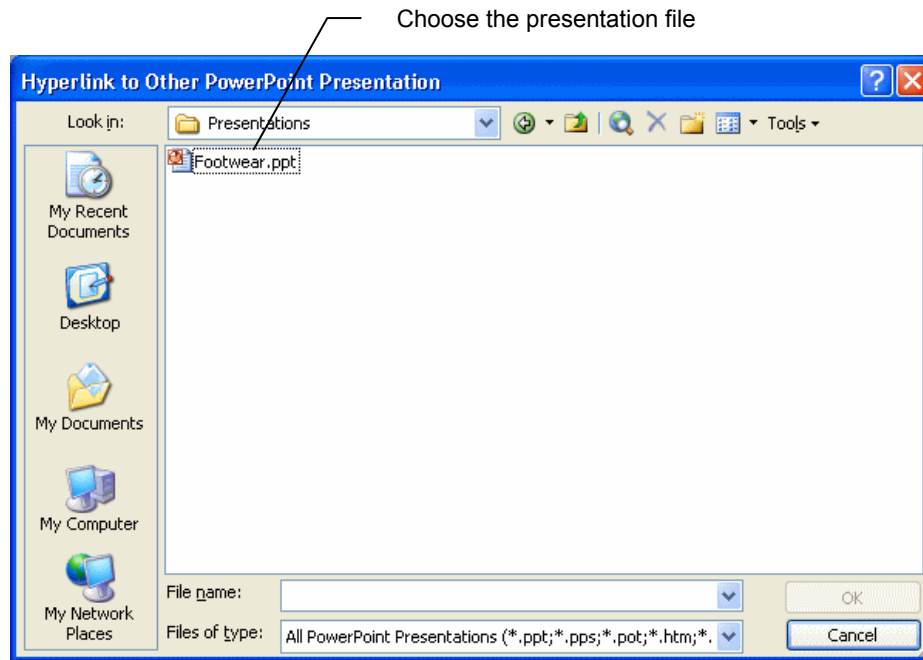 Choose the presentation file
Hyperlink to Other PowerPoint Presentation
Look in:
Presentations
Tools
Footwear.ppt
My Recent
Documents
Desktop
My Documents
My Computer
My Network
Places
File name:
OK
Files of type:
All PowerPoint Presentations (*.ppt;*.pps;*.pot;*.htm;*.
Cancel